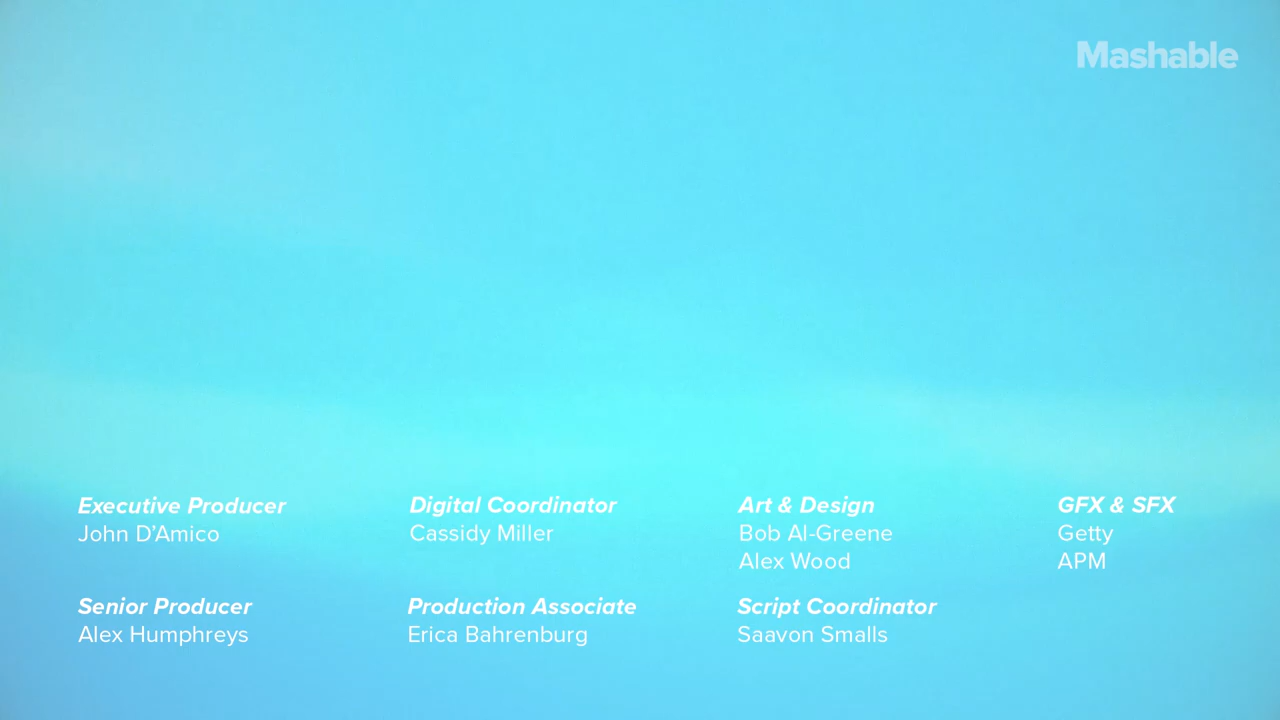 Mashable
Executive Producer
John D’Amico
Digital Coordinator
Cassidy Miller
Art & Design
Bob Al-Greene
Alex Wood
GFX & SFX
Getty
APM
Senior Producer
Alex Humphreys
Production Associate
Erica Bahrenburg
Script Coordinator
Saavon Smalls